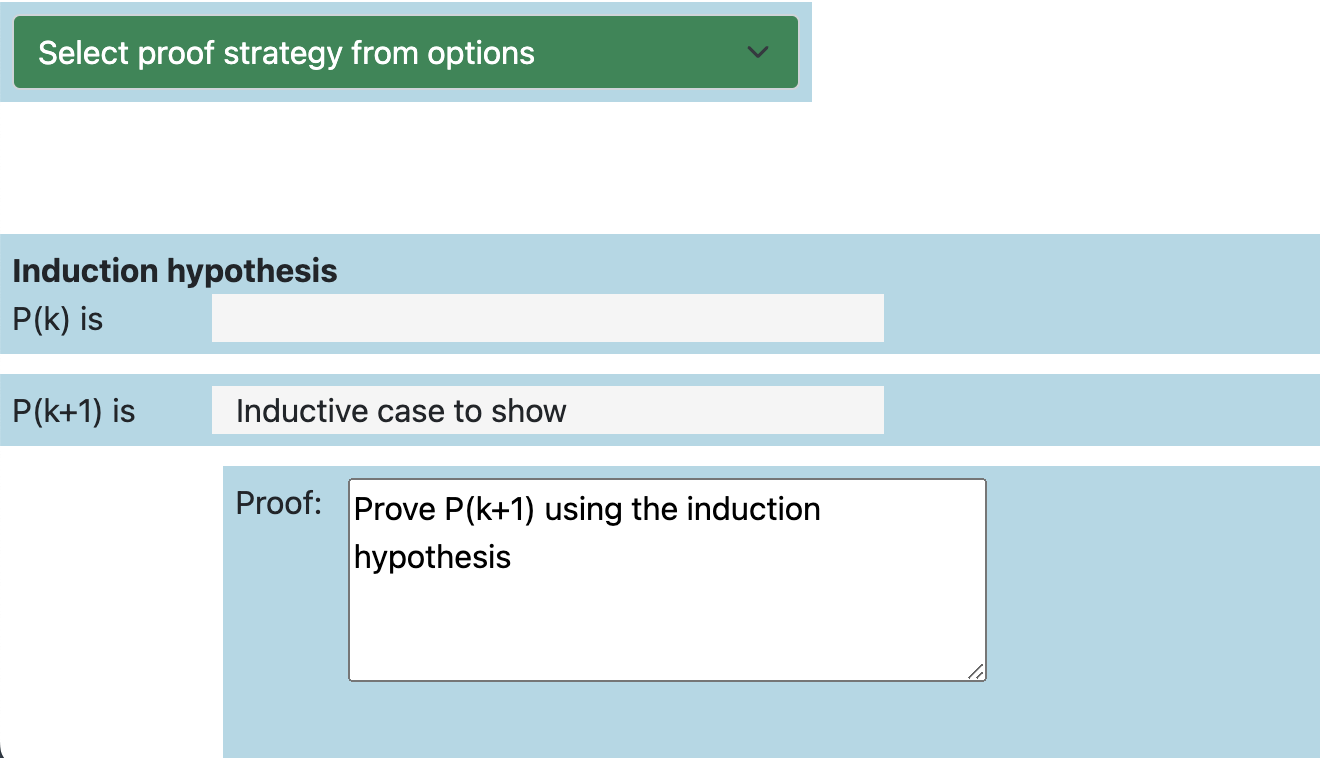 Select proof strategy from options
Induction hypothesis
P(k) is
P(k+1) is
Inductive case to show
Proof:
Prove P(k+1) using the induction
hypothesis